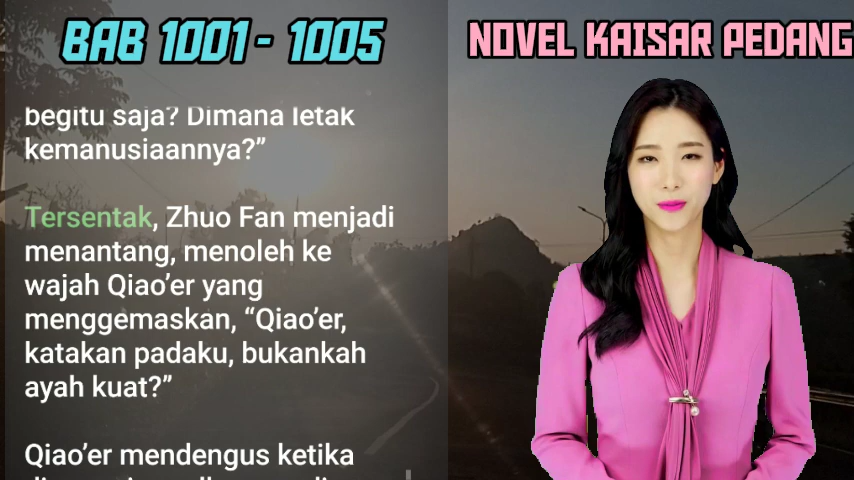 BAB 1001 - 1005
NOVEL KAISAR PEDANG
begitu saja? Dimana letak
kemanusiaannya?”
Tersentak, Zhuo Fan menjadi
menantang, menoleh ke
wajah Qiao’er yang
menggemaskan, “Qiao’er,
katakan padaku, bukankah
ayah kuat?”
Qiao’er mendengus ketika